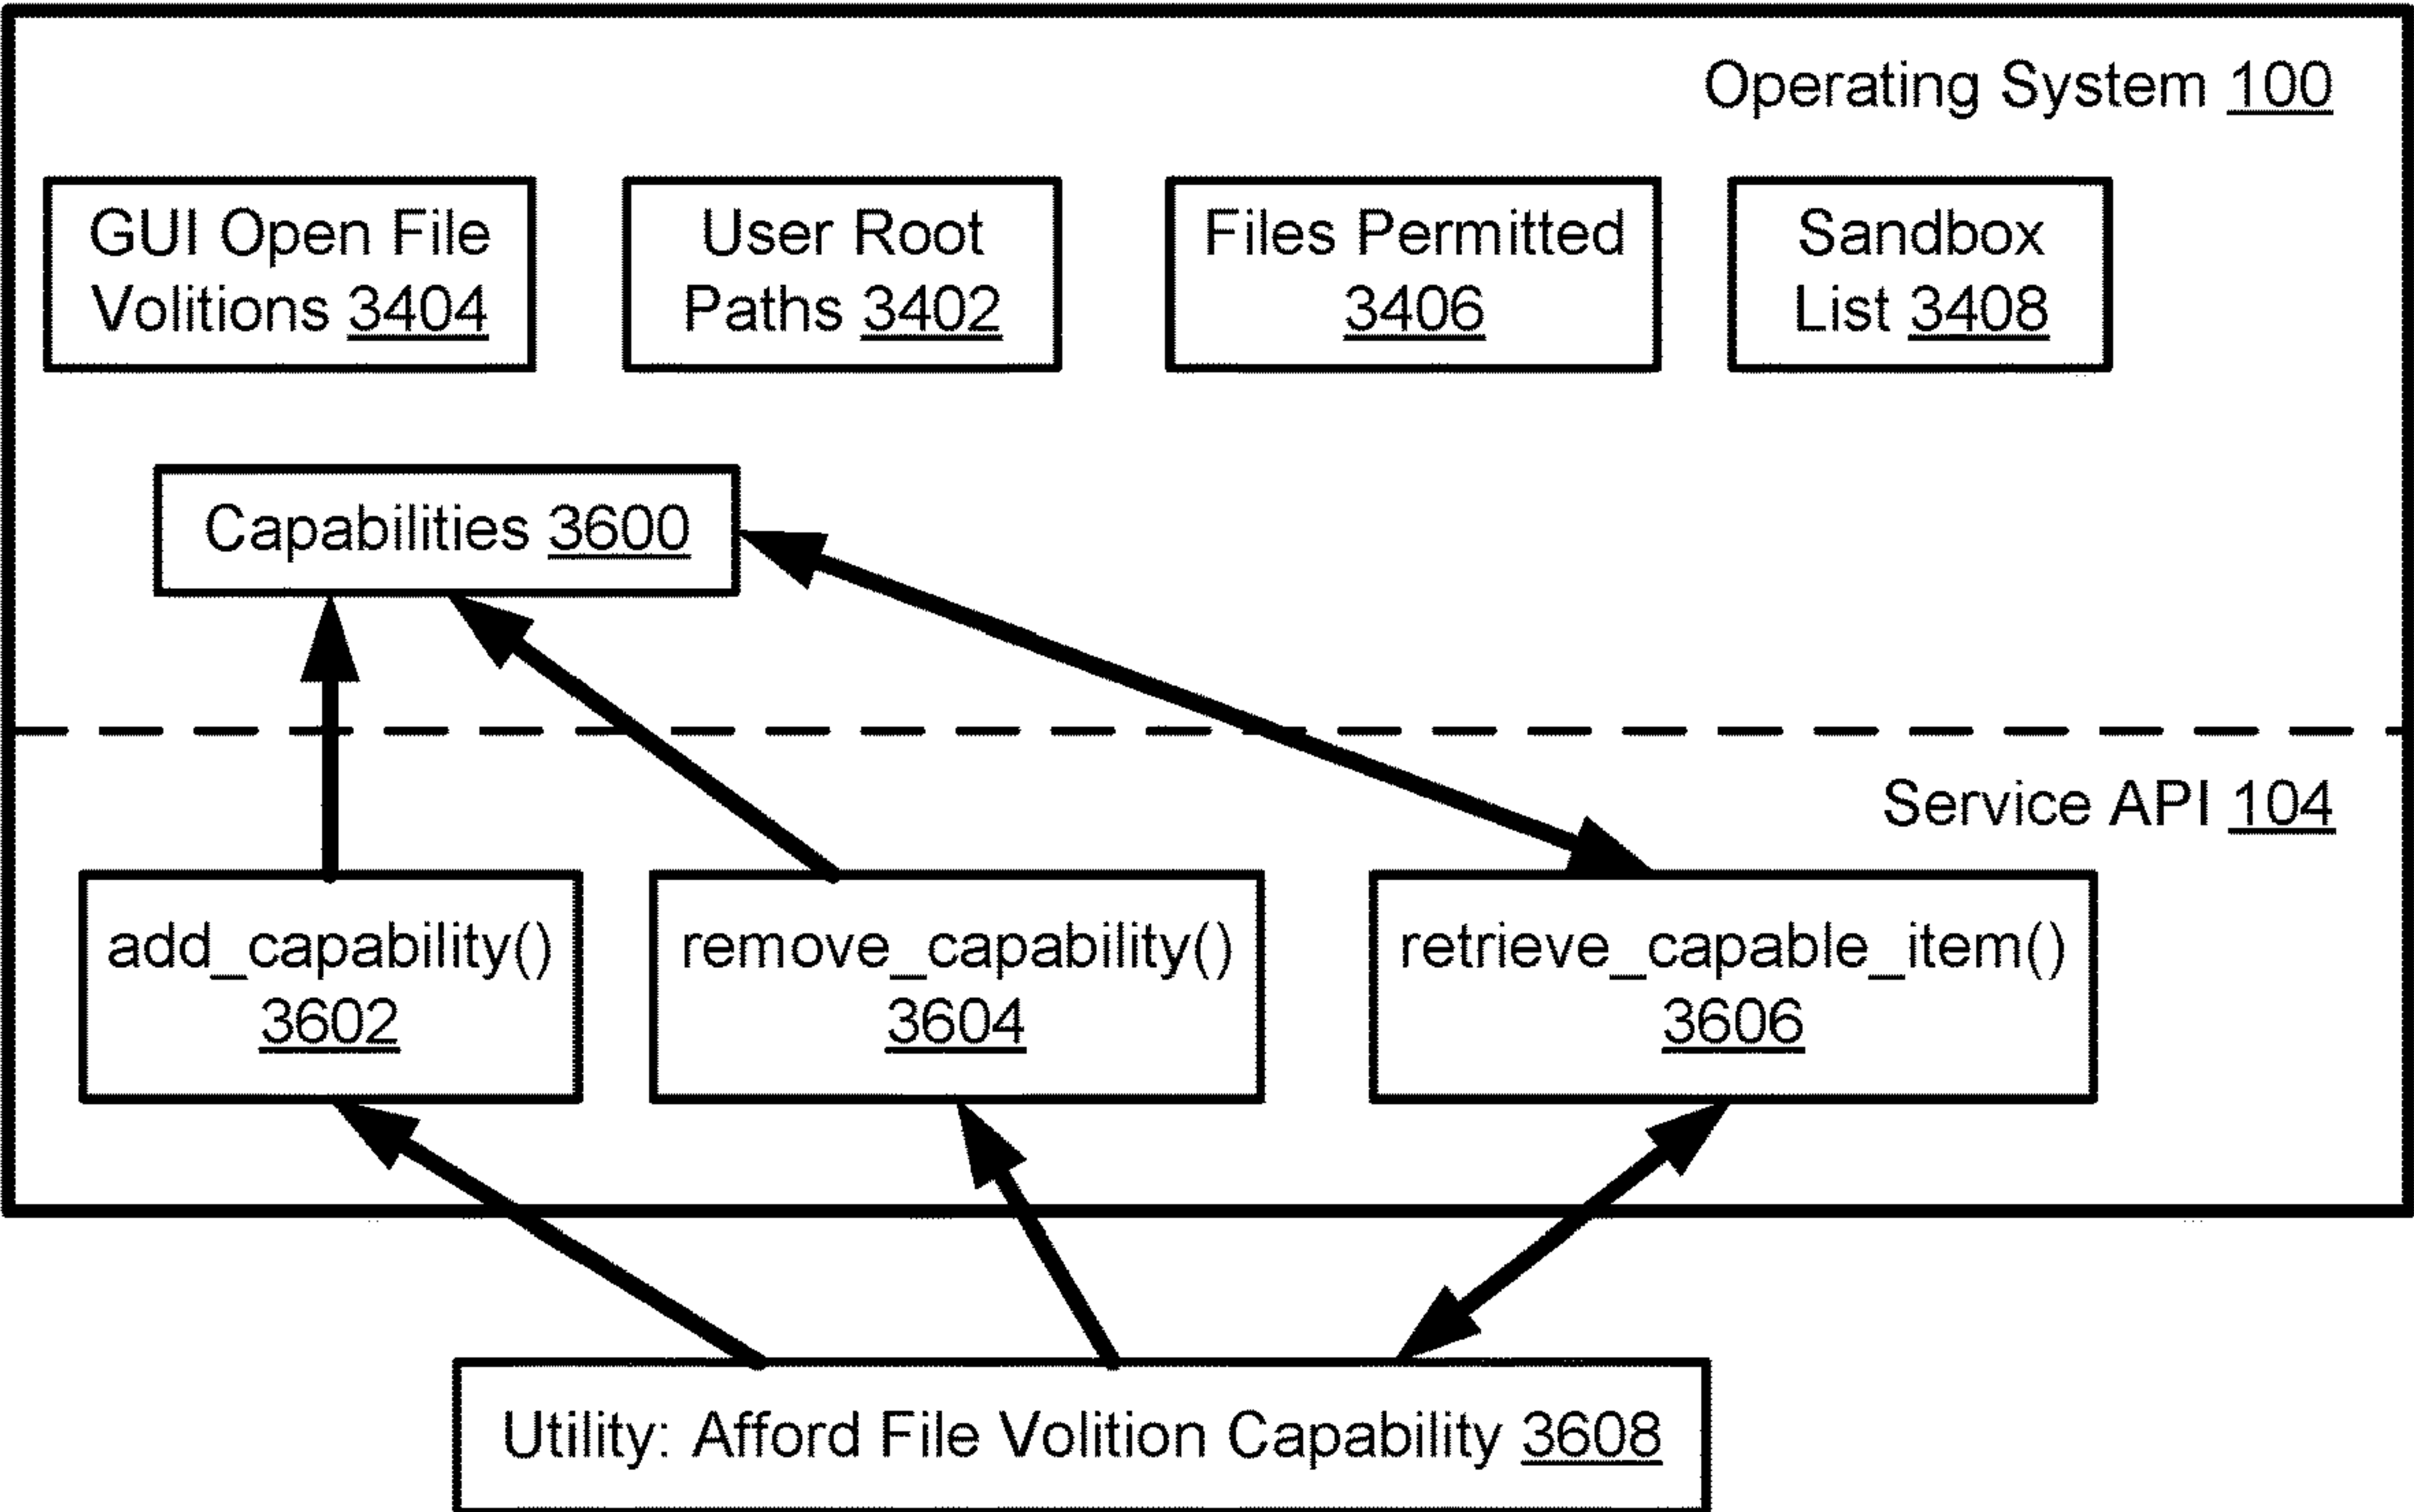 Operating System 100
GUI Open File
Volitions 3404
User Root
Paths 3402
Files Permitted
3406
Sandbox
List 3408
Capabilities 3600
Service API 104
add_capability()
3602
remove_capability()
3604
retrieve_capable_item()
3606
Utility: Afford File Volition Capability 3608